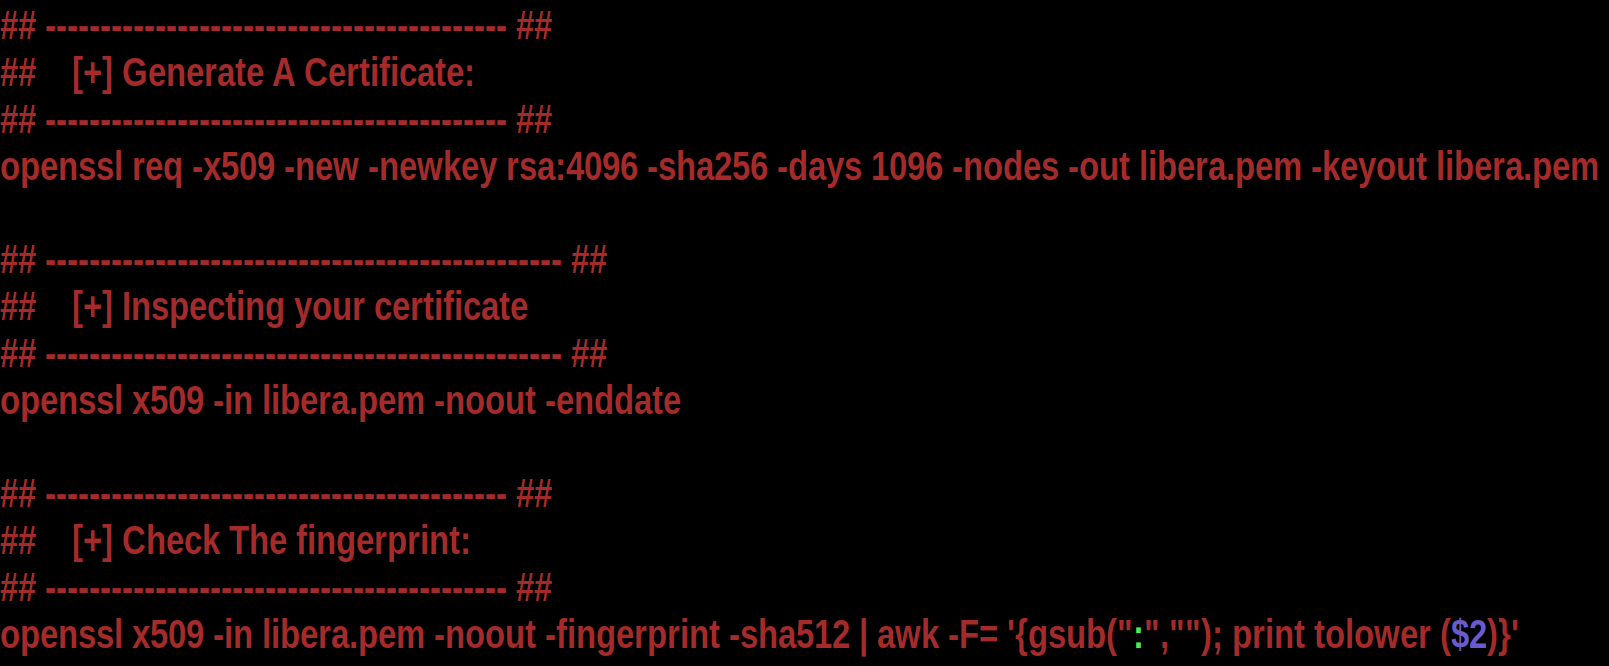 ## ------------------------------------------ ##
##    [+] Generate A Certificate:
## ------------------------------------------ ##
openssl req -x509 -new -newkey rsa:4096 -sha256 -days 1096 -nodes -out libera.pem -keyout libera.pem
## ----------------------------------------------- ##
##    [+] Inspecting your certificate
## ----------------------------------------------- ##
openssl x509 -in libera.pem -noout -enddate
## ------------------------------------------ ##
##    [+] Check The fingerprint:
## ------------------------------------------ ##
openssl x509 -in libera.pem -noout -fingerprint -sha512 | awk -F= '{gsub(":",""); print tolower ($2)}'